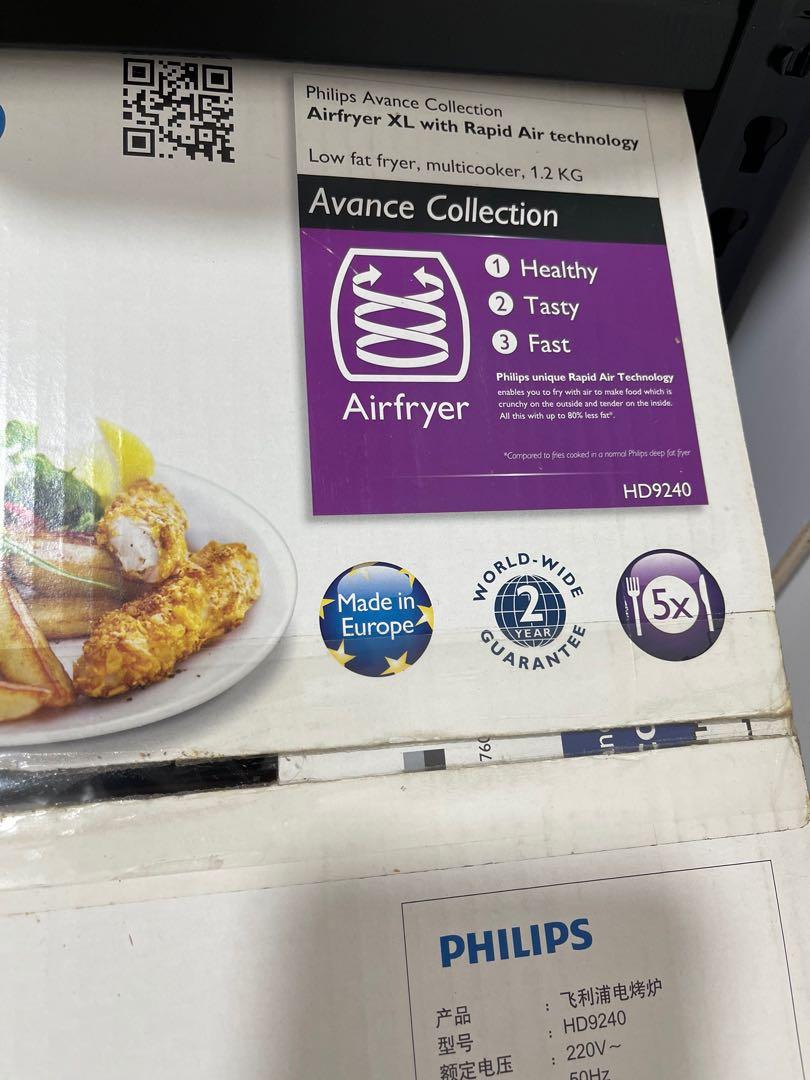 Philips Avance Collection
Airfryer XL with Rapid Air technology
Low fat fryer, multicooker, 1.2 KG
Avance Collection
1 Healthy
2 Tasty
3 Fast
Airfryer
Philips unique Rapid Air Technology
enables you to fry with air to make food which is
crunchy on the outside and tender on the inside.
All this with up to 80% less fat*.
*Compared to fries cooked in a normal Philips deep fat fryer
HD9240
Made in
Europe
WORLD-WIDE
2
YEAR
GUARANTEE
5x
760
PHILIPS
产品 : 飞利浦电烤炉
型号 : HD9240
额定电压 : 220V~
50Hz